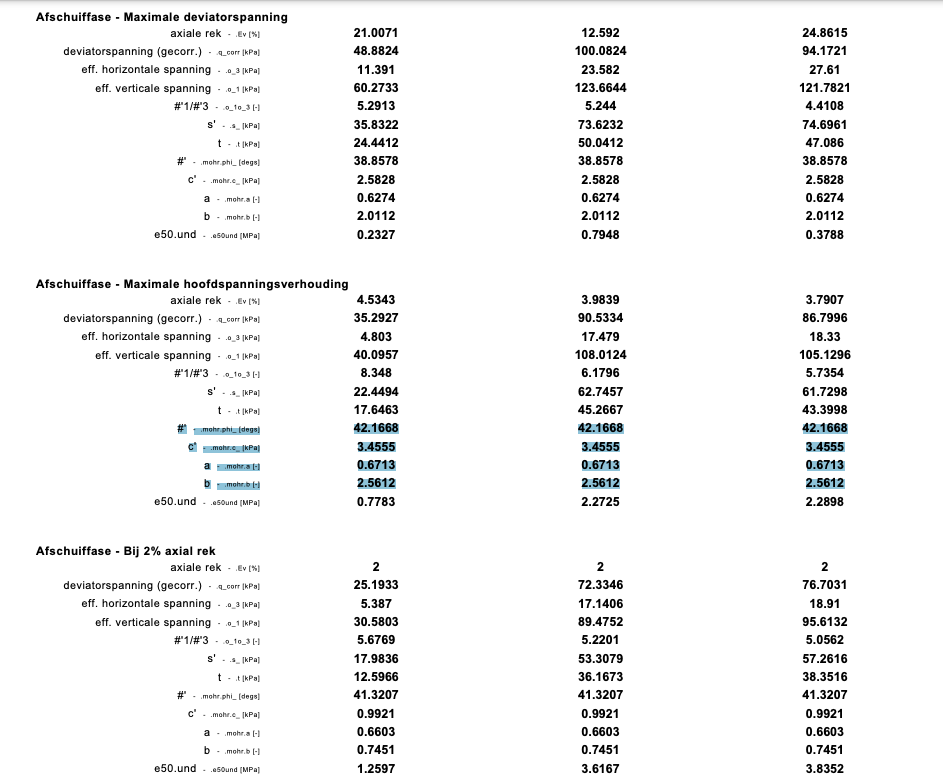 Afschuiffase - Maximale deviatorspanning
axiale rek - .Ev [%] 21.0071 12.592 24.8615
deviatorspanning (gecorr.) - .q_corr [kPa] 48.8824 100.0824 94.1721
eff. horizontale spanning - .o_3 [kPa] 11.391 23.582 27.61
eff. verticale spanning - .o_1 [kPa] 60.2733 123.6644 121.7821
#'1/#'3 - .o_1o_3 [-] 5.2913 5.244 4.4108
s' - .s_ [kPa] 35.8322 73.6232 74.6961
t - .t [kPa] 24.4412 50.0412 47.086
#' - .mohr.phi_ [degs] 38.8578 38.8578 38.8578
c' - .mohr.c_ [kPa] 2.5828 2.5828 2.5828
a - .mohr.a [-] 0.6274 0.6274 0.6274
b - .mohr.b [-] 2.0112 2.0112 2.0112
e50.und - .e50und [MPa] 0.2327 0.7948 0.3788
Afschuiffase - Maximale hoofdspanningsverhouding
axiale rek - .Ev [%] 4.5343 3.9839 3.7907
deviatorspanning (gecorr.) - .q_corr [kPa] 35.2927 90.5334 86.7996
eff. horizontale spanning - .o_3 [kPa] 4.803 17.479 18.33
eff. verticale spanning - .o_1 [kPa] 40.0957 108.0124 105.1296
#'1/#'3 - .o_1o_3 [-] 8.348 6.1796 5.7354
s' - .s_ [kPa] 22.4494 62.7457 61.7298
t - .t [kPa] 17.6463 45.2667 43.3998
#' - .mohr.phi_ [degs] 42.1668 42.1668 42.1668
c' - .mohr.c_ [kPa] 3.4555 3.4555 3.4555
a - .mohr.a [-] 0.6713 0.6713 0.6713
b - .mohr.b [-] 2.5612 2.5612 2.5612
e50.und - .e50und [MPa] 0.7783 2.2725 2.2898
Afschuiffase - Bij 2% axial rek
axiale rek - .Ev [%] 2 2 2
deviatorspanning (gecorr.) - .q_corr [kPa] 25.1933 72.3346 76.7031
eff. horizontale spanning - .o_3 [kPa] 5.387 17.1406 18.91
eff. verticale spanning - .o_1 [kPa] 30.5803 89.4752 95.6132
#'1/#'3 - .o_1o_3 [-] 5.6769 5.2201 5.0562
s' - .s_ [kPa] 17.9836 53.3079 57.2616
t - .t [kPa] 12.5966 36.1673 38.3516
#' - .mohr.phi_ [degs] 41.3207 41.3207 41.3207
c' - .mohr.c_ [kPa] 0.9921 0.9921 0.9921
a - .mohr.a [-] 0.6603 0.6603 0.6603
b - .mohr.b [-] 0.7451 0.7451 0.7451
e50.und - .e50und [MPa] 1.2597 3.6167 3.8352